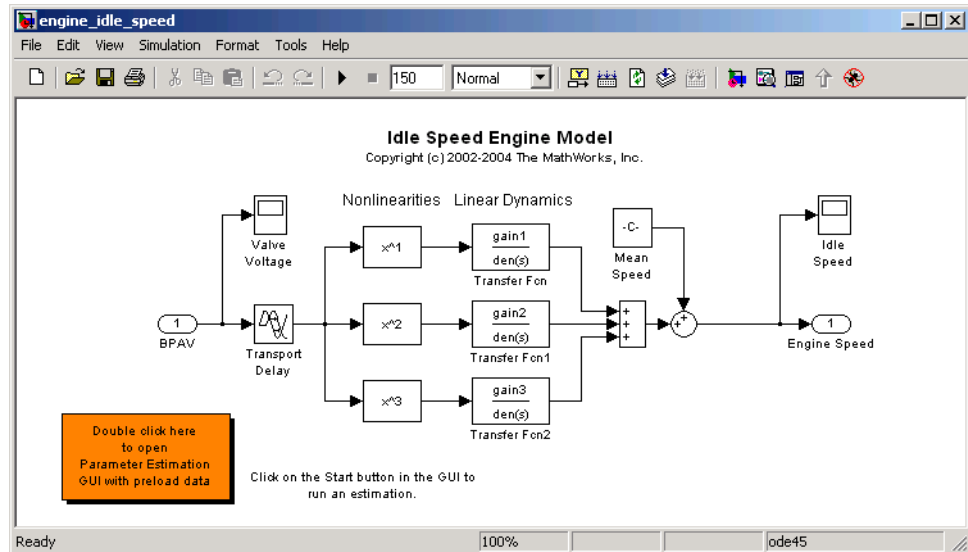 engine_idle_speed
File Edit View Simulation Format Tools Help
150 Normal
Idle Speed Engine Model
Copyright (c) 2002-2004 The MathWorks, Inc.
Nonlinearities Linear Dynamics
Valve
Voltage
x^1
gain1
den(s)
Transfer Fcn
-C-
Mean
Speed
Idle
Speed
1
BPAV
Transport
Delay
x^2
gain2
den(s)
Transfer Fcn1
+
+
+
+
+
1
Engine Speed
x^3
gain3
den(s)
Transfer Fcn2
Double click here
to open
Parameter Estimation
GUI with preload data
Click on the Start button in the GUI to
run an estimation.
Ready 100% ode45